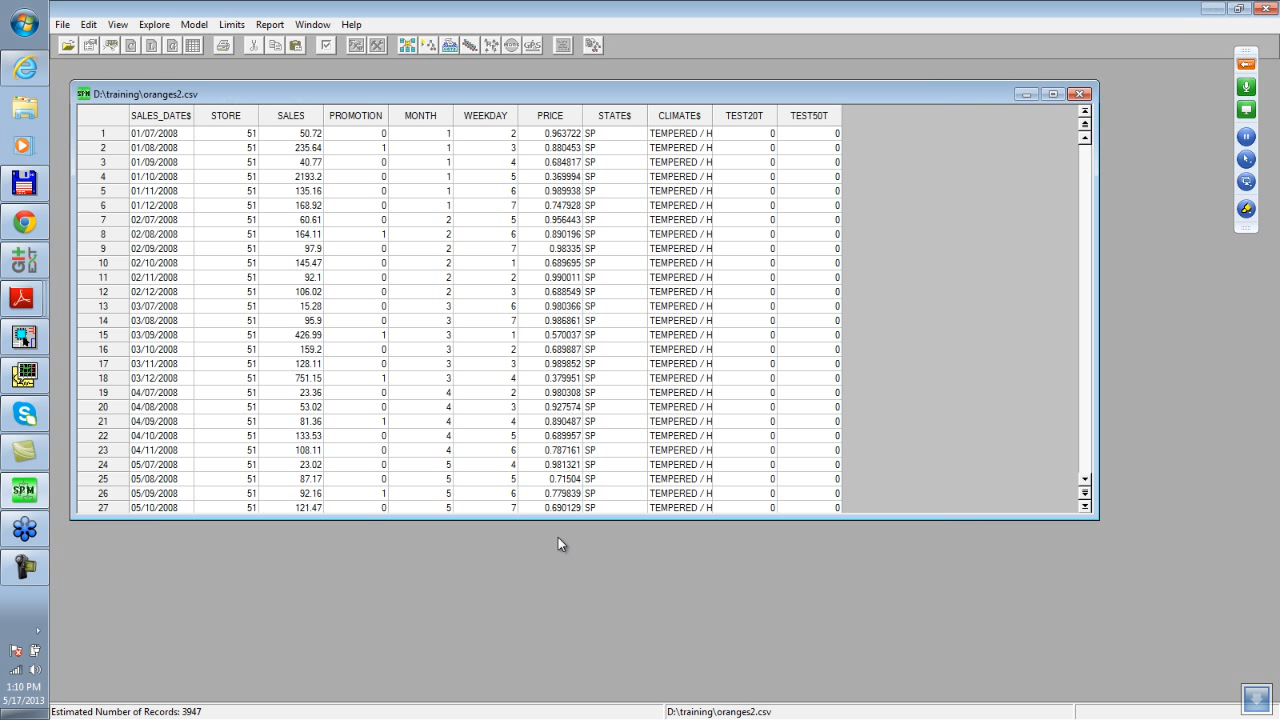 File Edit View Explore Model Limits Report Window Help
D:\training\oranges2.csv
SALES_DATE$ STORE SALES PROMOTION MONTH WEEKDAY PRICE STATE$ CLIMATE$ TEST20T TEST50T
1 01/07/2008 51 50.72 0 1 2 0.963722 SP TEMPERED / H 0 0
2 01/08/2008 51 235.64 1 1 3 0.880453 SP TEMPERED / H 0 0
3 01/09/2008 51 40.77 0 1 4 0.684817 SP TEMPERED / H 0 0
4 01/10/2008 51 2193.2 0 1 5 0.369994 SP TEMPERED / H 0 0
5 01/11/2008 51 135.16 0 1 6 0.989938 SP TEMPERED / H 0 0
6 01/12/2008 51 168.92 0 1 7 0.747928 SP TEMPERED / H 0 0
7 02/07/2008 51 60.61 0 2 5 0.956443 SP TEMPERED / H 0 0
8 02/08/2008 51 164.11 1 2 6 0.890196 SP TEMPERED / H 0 0
9 02/09/2008 51 97.9 0 2 7 0.98335 SP TEMPERED / H 0 0
10 02/10/2008 51 145.47 0 2 1 0.689695 SP TEMPERED / H 0 0
11 02/11/2008 51 92.1 0 2 2 0.990011 SP TEMPERED / H 0 0
12 02/12/2008 51 106.02 0 2 3 0.688549 SP TEMPERED / H 0 0
13 03/07/2008 51 15.28 0 3 6 0.980366 SP TEMPERED / H 0 0
14 03/08/2008 51 95.9 0 3 7 0.986861 SP TEMPERED / H 0 0
15 03/09/2008 51 426.99 1 3 1 0.570037 SP TEMPERED / H 0 0
16 03/10/2008 51 159.2 0 3 2 0.689887 SP TEMPERED / H 0 0
17 03/11/2008 51 128.11 0 3 3 0.989852 SP TEMPERED / H 0 0
18 03/12/2008 51 751.15 1 3 4 0.379951 SP TEMPERED / H 0 0
19 04/07/2008 51 23.36 0 4 2 0.980308 SP TEMPERED / H 0 0
20 04/08/2008 51 53.02 0 4 3 0.927574 SP TEMPERED / H 0 0
21 04/09/2008 51 81.36 1 4 4 0.890487 SP TEMPERED / H 0 0
22 04/10/2008 51 133.53 0 4 5 0.689957 SP TEMPERED / H 0 0
23 04/11/2008 51 108.11 0 4 6 0.787161 SP TEMPERED / H 0 0
24 05/07/2008 51 23.02 0 5 4 0.981321 SP TEMPERED / H 0 0
25 05/08/2008 51 87.17 0 5 5 0.71504 SP TEMPERED / H 0 0
26 05/09/2008 51 92.16 1 5 6 0.779839 SP TEMPERED / H 0 0
27 05/10/2008 51 121.47 0 5 7 0.690129 SP TEMPERED / H 0 0
SPM
1:10 PM
5/17/2013
Estimated Number of Records: 3947 D:\training\oranges2.csv